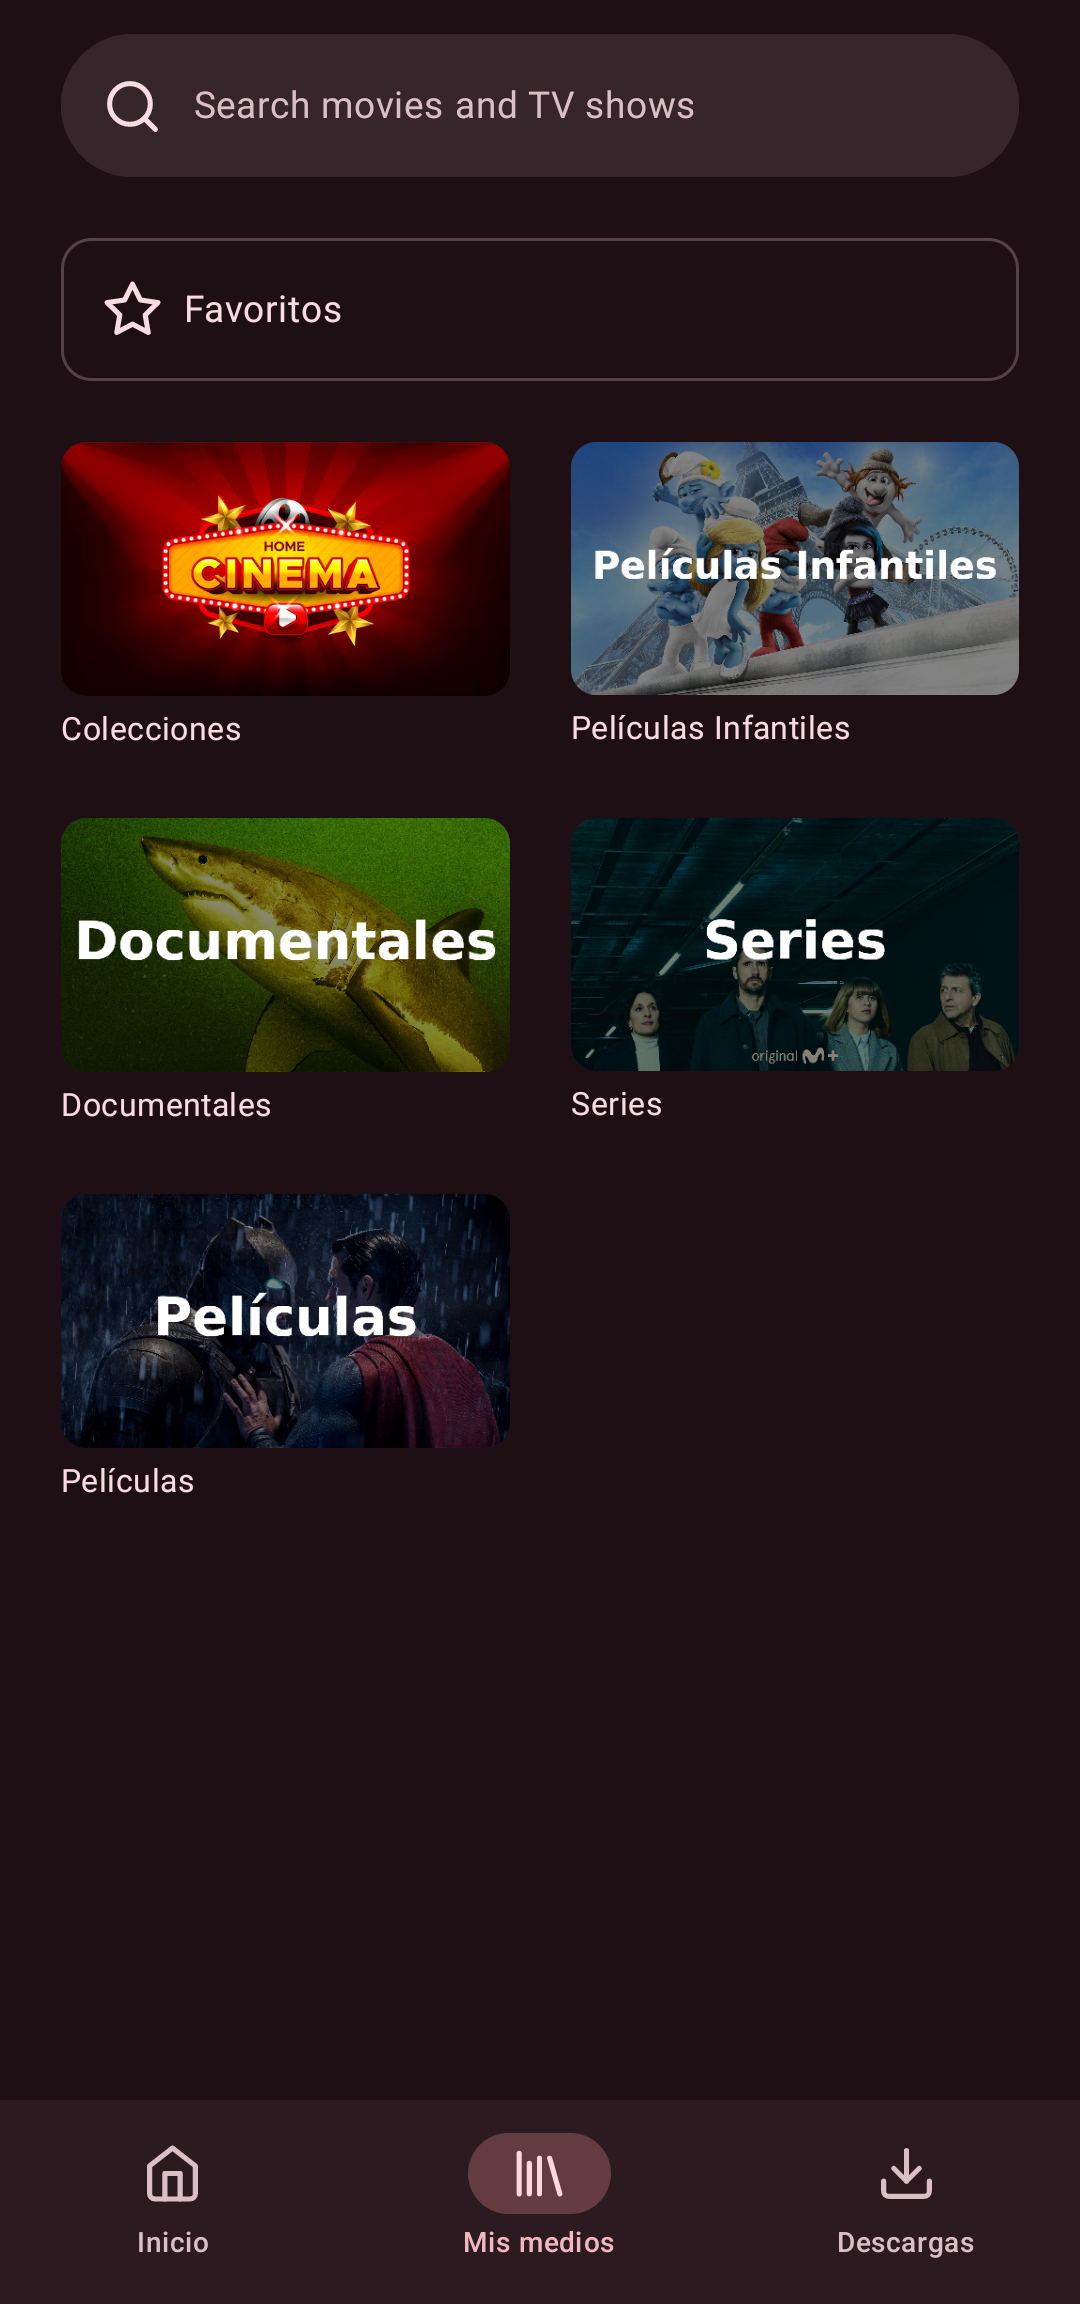 Search movies and TV shows
Favoritos
HOME
CINEMA
Colecciones
Películas Infantiles
Películas Infantiles
Documentales
Documentales
Series
original M+
Series
Películas
Películas
Inicio
Mis medios
Descargas